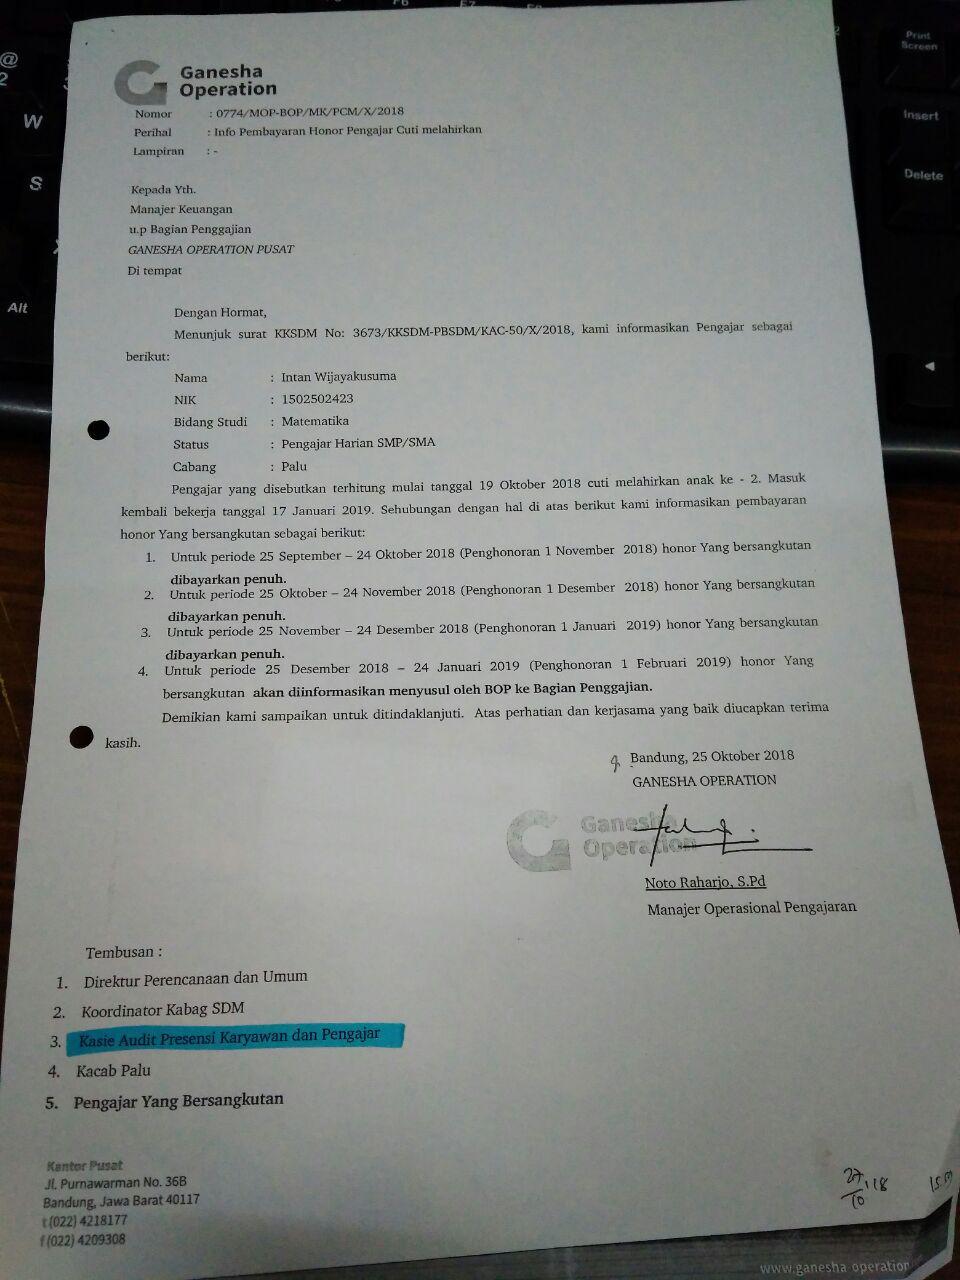 Ganesha
Operation
Nomor : 0774/MOP-BOP/MK/PCM/X/2018
Perihal : Info Pembayaran Honor Pengajar Cuti melahirkan
Lampiran : -
Kepada Yth.
Manajer Keuangan
u.p Bagian Penggajian
GANESHA OPERATION PUSAT
Di tempat
Dengan Hormat,
Menunjuk surat KKSDM No: 3673/KKSDM-PBSDM/KAC-50/X/2018, kami informasikan Pengajar sebagai
berikut:
Nama : Intan Wijayakusuma
NIK : 1502502423
Bidang Studi : Matematika
Status : Pengajar Harian SMP/SMA
Cabang : Palu
Pengajar yang disebutkan terhitung mulai tanggal 19 Oktober 2018 cuti melahirkan anak ke - 2. Masuk
kembali bekerja tanggal 17 Januari 2019. Sehubungan dengan hal di atas berikut kami informasikan pembayaran
honor Yang bersangkutan sebagai berikut:
1. Untuk periode 25 September – 24 Oktober 2018 (Penghonoran 1 November 2018) honor Yang bersangkutan
dibayarkan penuh.
2. Untuk periode 25 Oktober – 24 November 2018 (Penghonoran 1 Desember 2018) honor Yang bersangkutan
dibayarkan penuh.
3. Untuk periode 25 November – 24 Desember 2018 (Penghonoran 1 Januari 2019) honor Yang bersangkutan
dibayarkan penuh.
4. Untuk periode 25 Desember 2018 – 24 Januari 2019 (Penghonoran 1 Februari 2019) honor Yang
bersangkutan akan diinformasikan menyusul oleh BOP ke Bagian Penggajian.
Demikian kami sampaikan untuk ditindaklanjuti. Atas perhatian dan kerjasama yang baik diucapkan terima
kasih.
Bandung, 25 Oktober 2018
GANESHA OPERATION
Ganesha
Operation
Noto Raharjo, S.Pd
Manajer Operasional Pengajaran
Tembusan :
1. Direktur Perencanaan dan Umum
2. Koordinator Kabag SDM
3. Kasie Audit Presensi Karyawan dan Pengajar
4. Kacab Palu
5. Pengajar Yang Bersangkutan
Kantor Pusat
Jl. Purnawarman No. 36B
Bandung, Jawa Barat 40117
t (022) 4218177
f (022) 4209308
27/10 '18
www.ganesha operation
@
2
W
S
Alt
Print
Screen
Insert
Delete